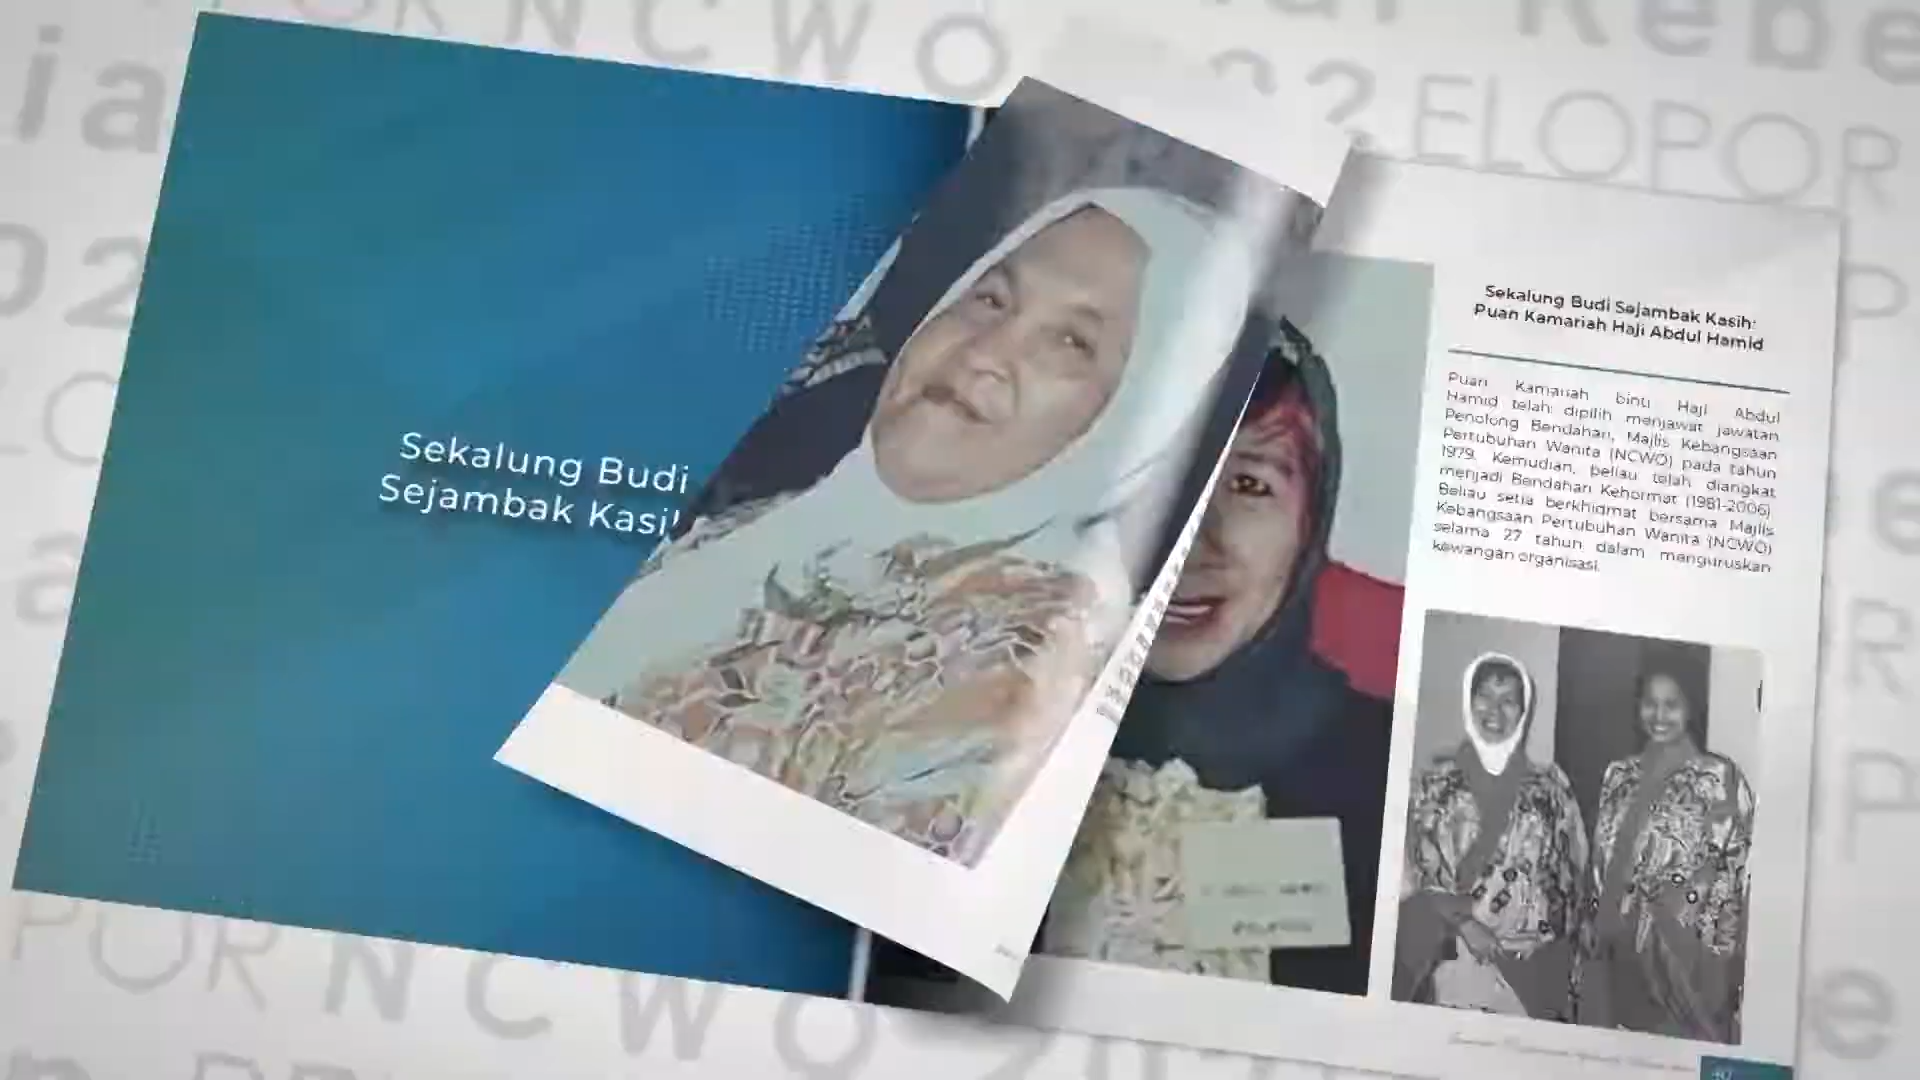 Sekalung Budi
Sejambak Kasi
Sekalung Budi Sejambak Kasih:
Puan Kamariah Haji Abdul Hamid
Puan Kamariah binti Haji Abdul
Hamid telah dipilih menjawat jawatan
Penolong Bendahari, Majlis Kebangsaan
Pertubuhan Wanita (NCWO) pada tahun
1979. Kemudian, beliau telah diangkat
menjadi Bendahari Kehormat (1981-2006).
Beliau setia berkhidmat bersama Majlis
Kebangsaan Pertubuhan Wanita (NCWO)
selama 27 tahun dalam menguruskan
kewangan organisasi.
NCWO
ELOPOR
Kebe
PORNCWO 20